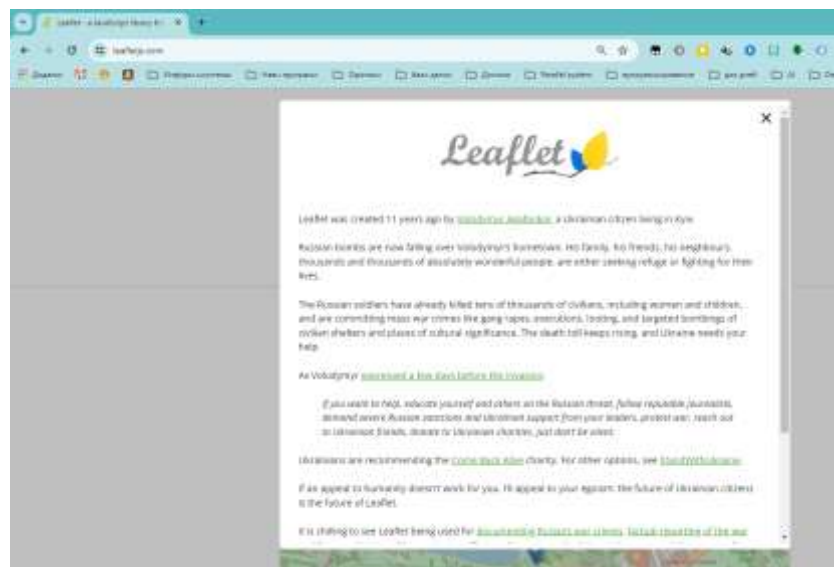 Leaflet - a JavaScript library
leafletjs.com
Leaflet
Leaflet was created 11 years ago by Volodymyr Agafonkin, a Ukrainian citizen living in Kyiv.
Russian bombs are now falling over Volodymyr's hometown. His family, his friends, his neighbours,
thousands and thousands of absolutely wonderful people, are either seeking refuge or fighting for their
lives.
The Russian soldiers have already killed tens of thousands of civilians, including women and children,
and are committing mass war crimes like gang rapes, executions, looting, and targeted bombings of
civilian shelters and places of cultural significance. The death toll keeps rising, and Ukraine needs your
help.
As Volodymyr expressed a few days before the invasion:
If you want to help, educate yourself and others on the Russian threat, follow reputable journalists,
demand severe Russian sanctions and Ukrainian support from your leaders, protest war, reach out
to Ukrainian friends, donate to Ukrainian charities. Just don't be silent.
Ukrainians are recommending the Come Back Alive charity. For other options, see StandWithUkraine.
If an appeal to humanity doesn't work for you, I'll appeal to your egoism: the future of Ukrainian citizens
is the future of Leaflet.
It is chilling to see Leaflet being used for documenting Russia's war crimes, factual reporting of the war